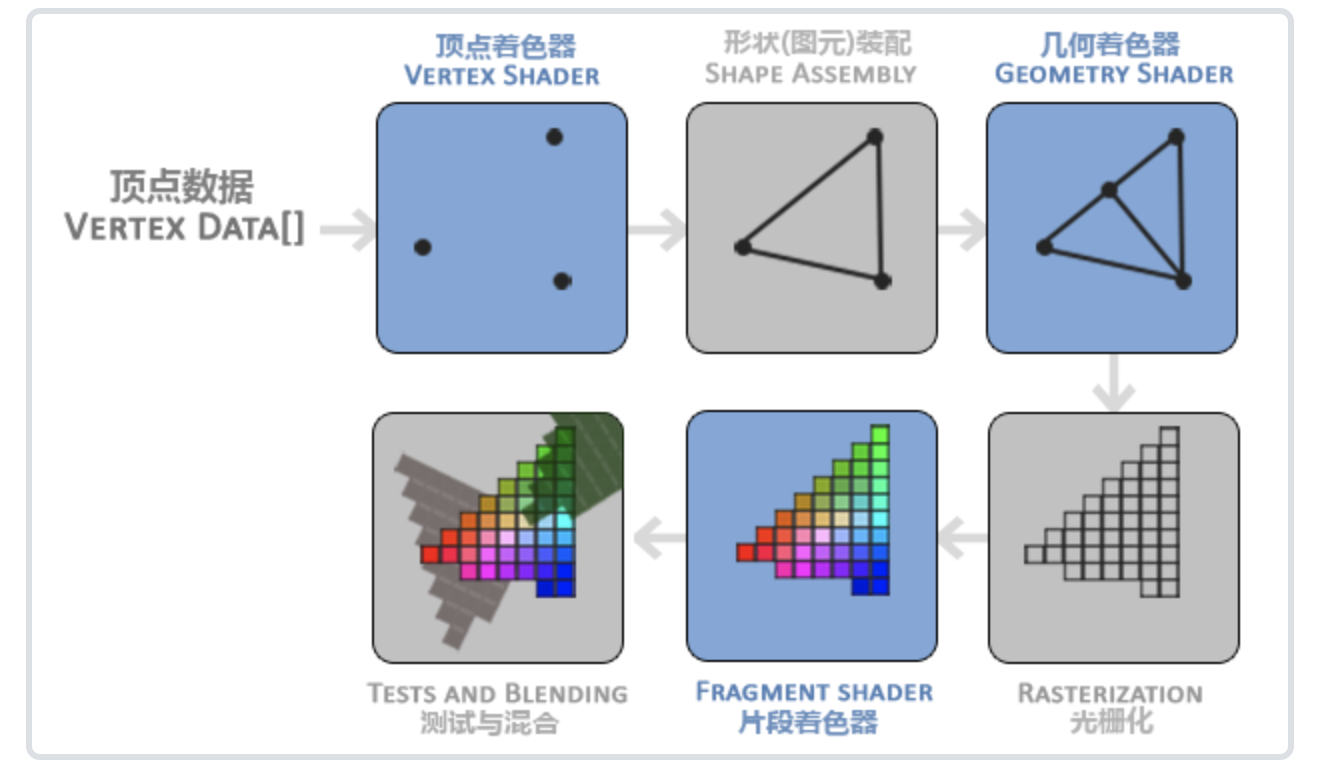 顶点着色器
VERTEX SHADER
形状(图元)装配
SHAPE ASSEMBLY
几何着色器
GEOMETRY SHADER
顶点数据
VERTEX DATA[]
TESTS AND BLENDING
测试与混合
FRAGMENT SHADER
片段着色器
RASTERIZATION
光栅化